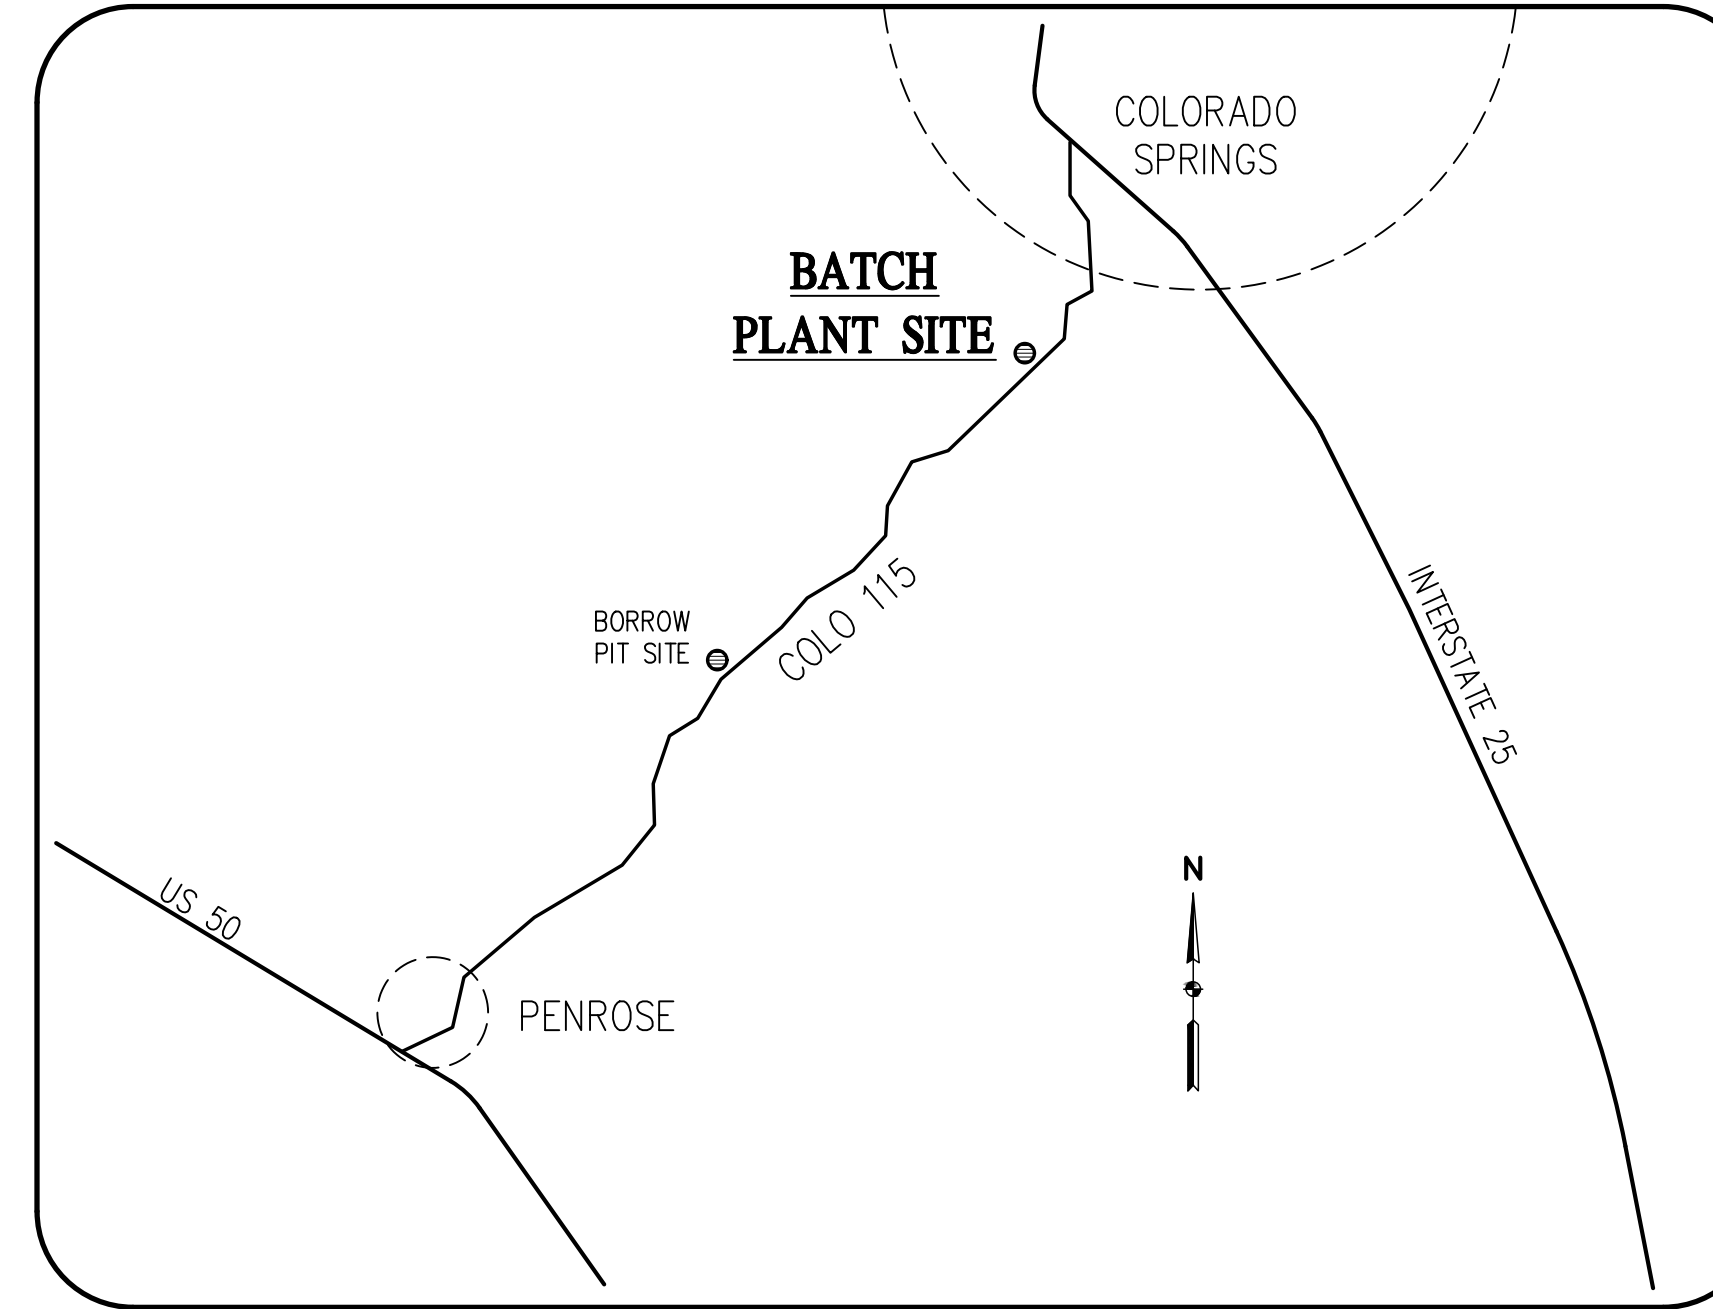 COLORADO
SPRINGS
BATCH
PLANT SITE
COLO 115
INTERSTATE 25
BORROW
PIT SITE
N
US 50
PENROSE